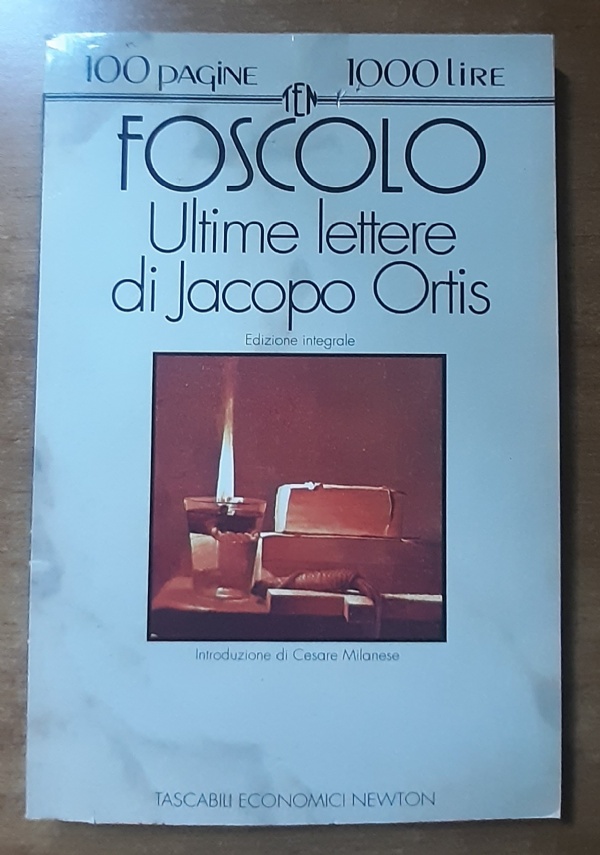 100 pagine 1000 lire
TEN
FOSCOLO
Ultime lettere
di Jacopo Ortis
Edizione integrale
Introduzione di Cesare Milanese
TASCABILI ECONOMICI NEWTON